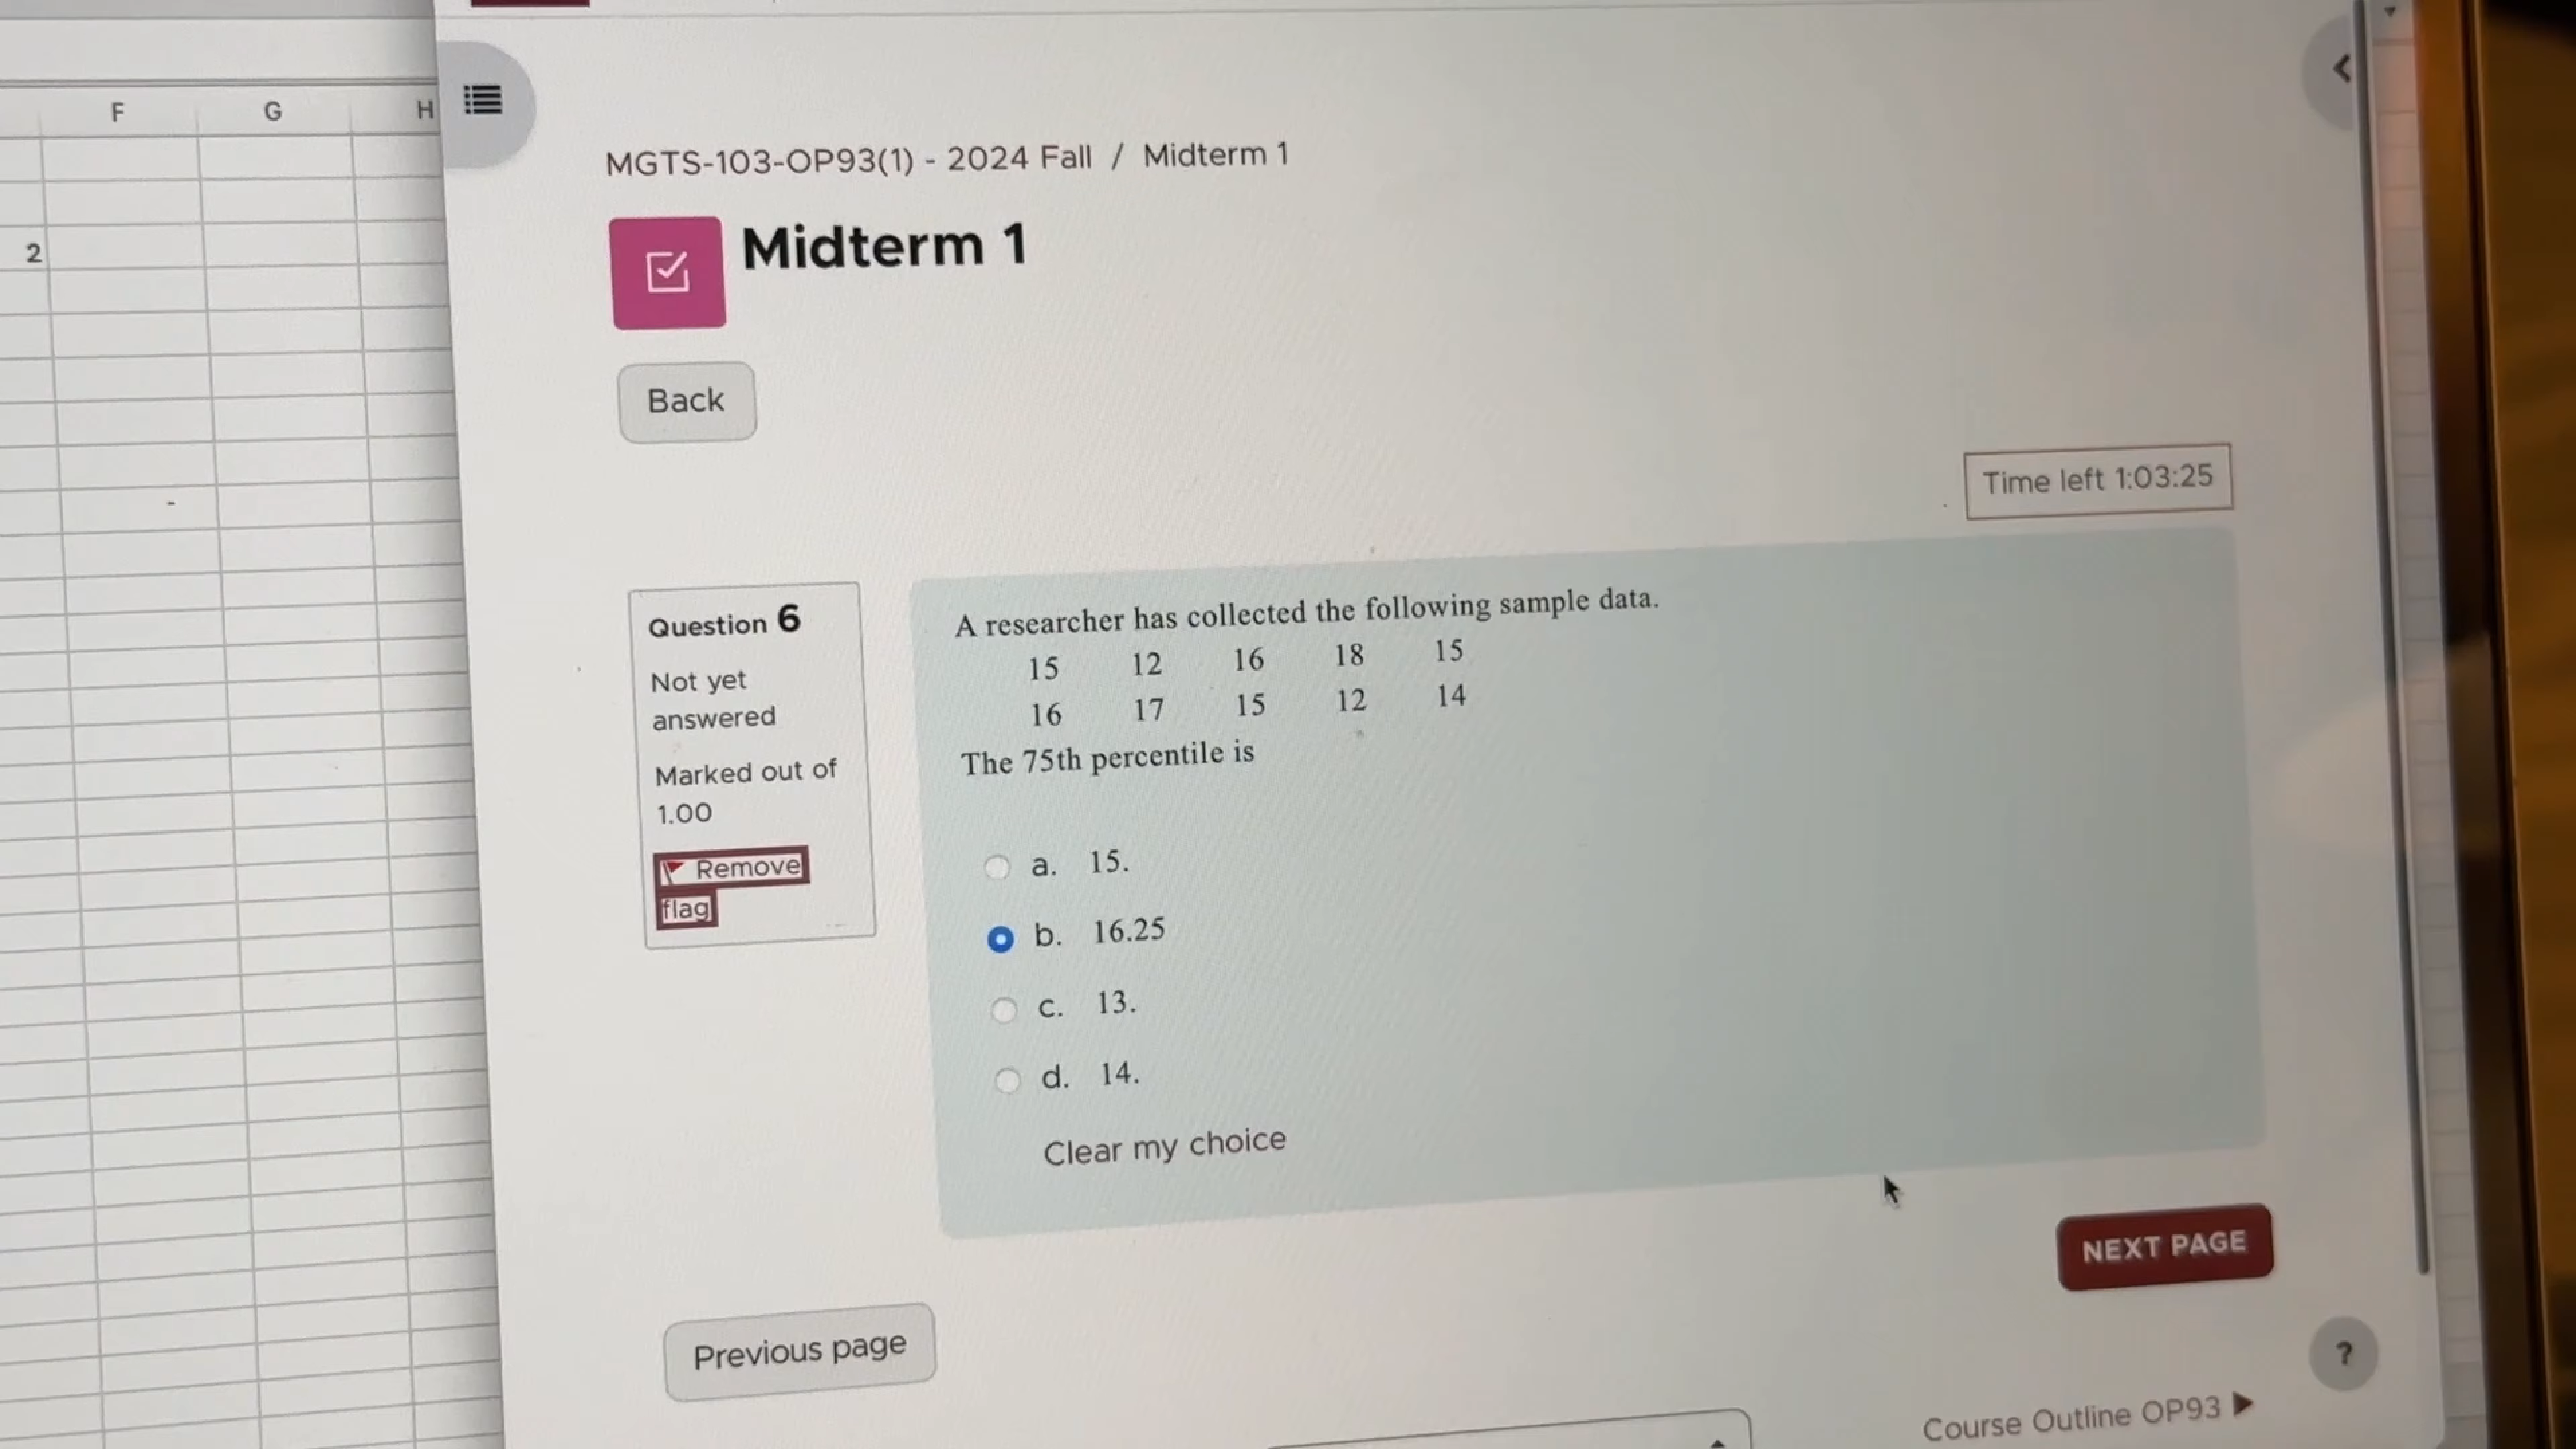 F G H
MGTS-103-OP93(1) - 2024 Fall / Midterm 1
Midterm 1
2
Back
Time left 1:03:25
Question 6
Not yet
answered
Marked out of
1.00
Remove
flag
A researcher has collected the following sample data.
15 12 16 18 15
16 17 15 12 14
The 75th percentile is
a. 15.
b. 16.25
c. 13.
d. 14.
Clear my choice
NEXT PAGE
Previous page
?
Course Outline OP93 ▶